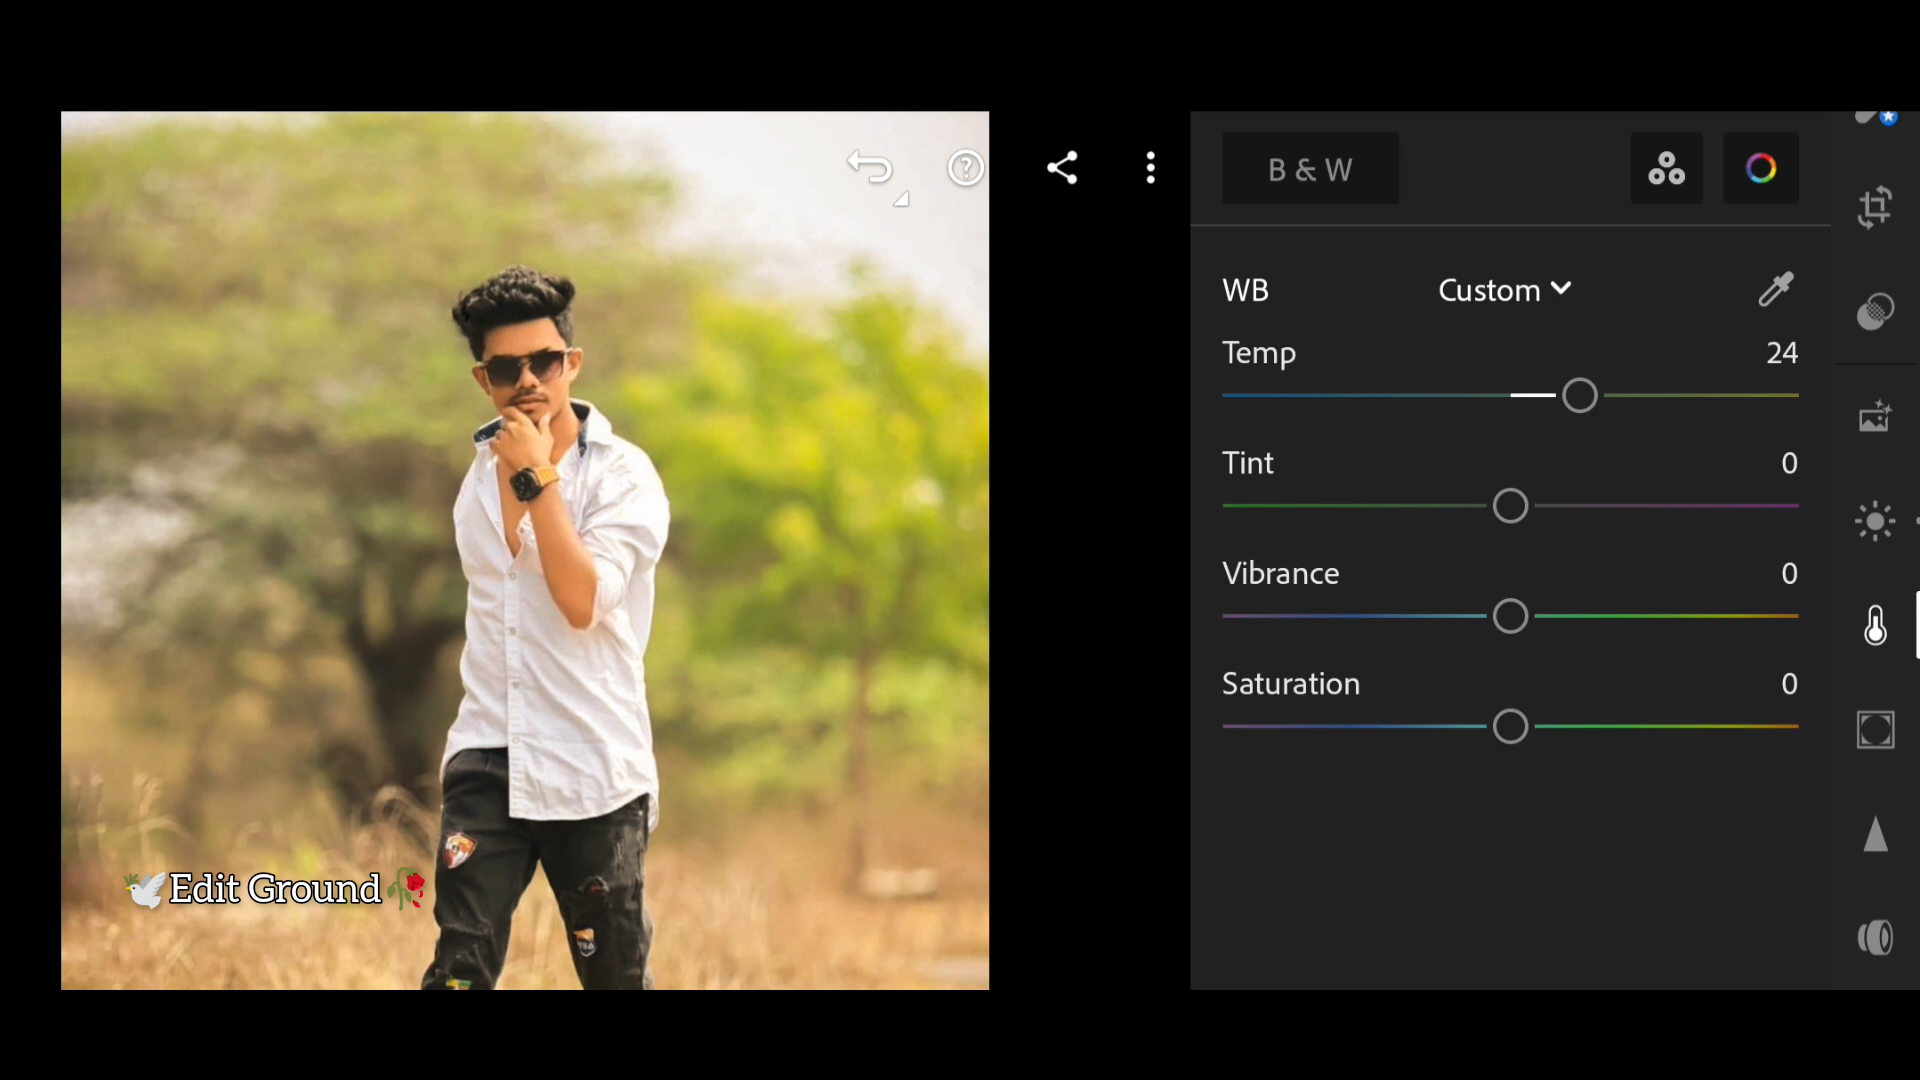 B & W
WB Custom
Temp 24
Tint 0
Vibrance 0
Saturation 0
🕊️Edit Ground🥀